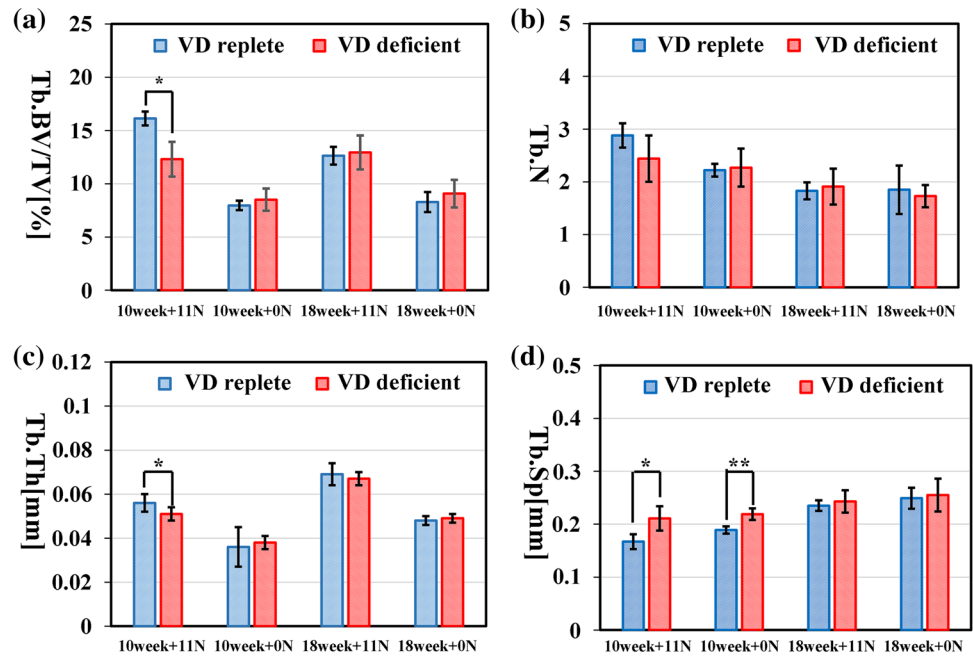 (a)
VD replete VD deficient
Tb.BV/TV[%]
25
20
15
10
5
0
*
10week+11N 10week+0N 18week+11N 18week+0N
(b)
VD replete VD deficient
Tb.N
5
4
3
2
1
0
10week+11N 10week+0N 18week+11N 18week+0N
(c)
VD replete VD deficient
Tb.Th[mm]
0.12
0.1
0.08
0.06
0.04
0.02
0
*
10week+11N 10week+0N 18week+11N 18week+0N
(d)
VD replete VD deficient
Tb.Sp[mm]
0.5
0.4
0.3
0.2
0.1
0
* **
10week+11N 10week+0N 18week+11N 18week+0N